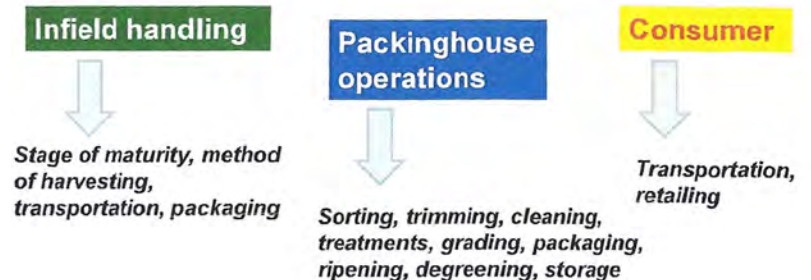 Infield handling
Stage of maturity, method
of harvesting,
transportation, packaging
Packinghouse
operations
Sorting, trimming, cleaning,
treatments, grading, packaging,
ripening, degreening, storage
Consumer
Transportation,
retailing